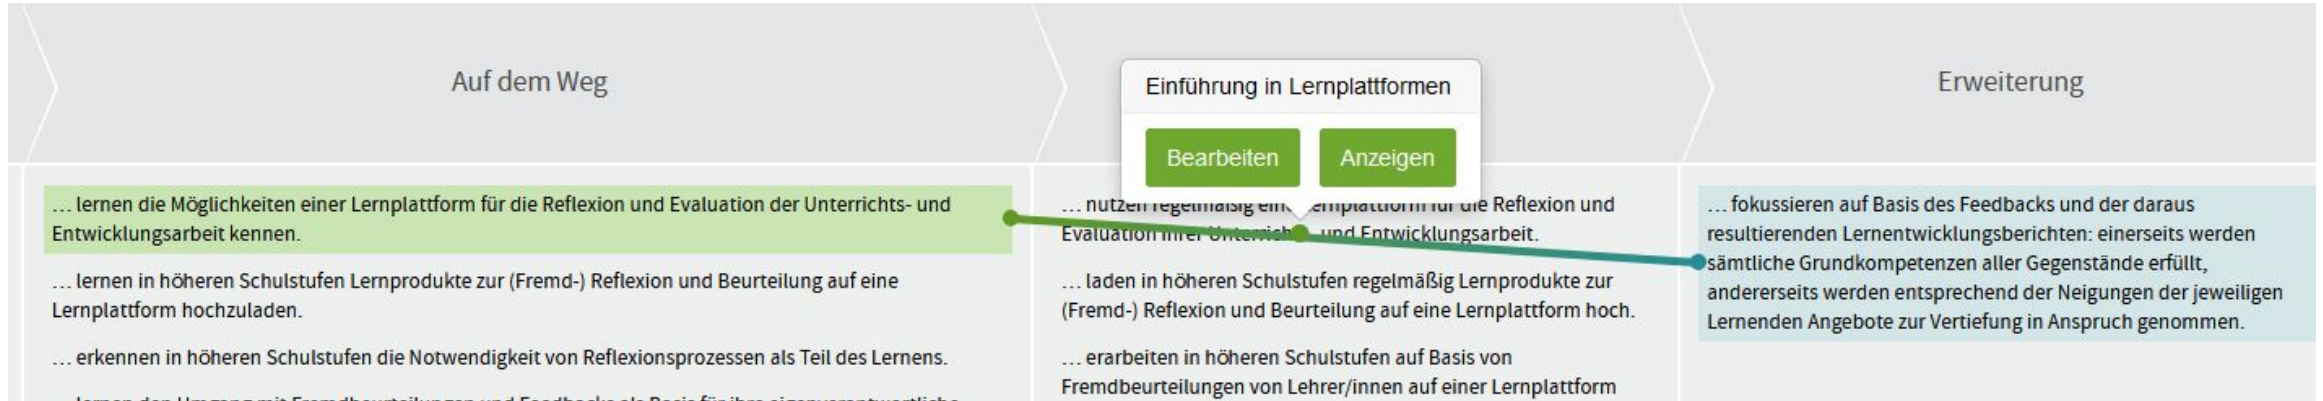 Auf dem Weg
Einführung in Lernplattformen
Bearbeiten
Anzeigen
Erweiterung
… lernen die Möglichkeiten einer Lernplattform für die Reflexion und Evaluation der Unterrichts- und
Entwicklungsarbeit kennen.
… lernen in höheren Schulstufen Lernprodukte zur (Fremd-) Reflexion und Beurteilung auf eine
Lernplattform hochzuladen.
… erkennen in höheren Schulstufen die Notwendigkeit von Reflexionsprozessen als Teil des Lernens.
… nutzen regelmäßig für die Reflexion und
Evaluation ihrer und Entwicklungsarbeit.
… laden in höheren Schulstufen regelmäßig Lernprodukte zur
(Fremd-) Reflexion und Beurteilung auf eine Lernplattform hoch.
… erarbeiten in höheren Schulstufen auf Basis von
Fremdbeurteilungen von Lehrer/innen auf einer Lernplattform
… fokussieren auf Basis des Feedbacks und der daraus
resultierenden Lernentwicklungsberichten: einerseits werden
sämtliche Grundkompetenzen aller Gegenstände erfüllt,
andererseits werden entsprechend der Neigungen der jeweiligen
Lernenden Angebote zur Vertiefung in Anspruch genommen.